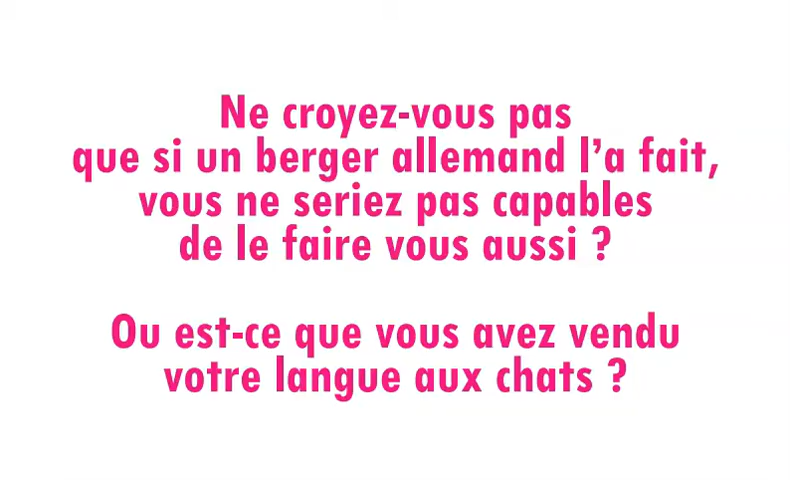 Ne croyez-vous pas
que si un berger allemand l’a fait,
vous ne seriez pas capables
de le faire vous aussi ?
Ou est-ce que vous avez vendu
votre langue aux chats ?